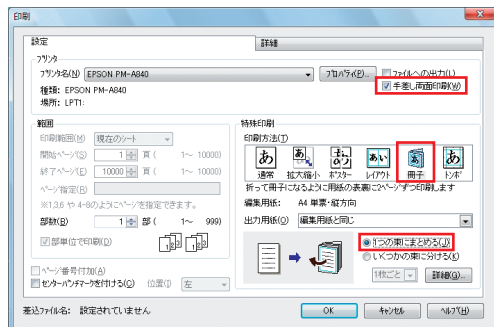 印刷
設定
詳細
プリンタ
プリンタ名(N) EPSON PM-A840
プロパティ(P)...
ファイルへの出力(L)
手差し両面印刷(W)
種類: EPSON PM-A840
場所: LPT1:
範囲
印刷範囲(M) 現在のシート
開始ページ(S) 1 頁 ( 1~ 10000)
終了ページ(E) 10000 頁 ( 1~ 10000)
ページ指定(R)
※1,3,6 や 4-8のようにページを指定できます。
部数(B) 1 部 ( 1~ 999)
部単位で印刷(D)
ページ番号付加(A)
センターパンチマークを付ける(C) 位置(I) 左
特殊印刷
印刷方法(T)
通常 拡大縮小 ポスター レイアウト 冊子 トンボ
折って冊子になるように用紙の表裏に2ページずつ印刷します
編集用紙: A4 単票・縦方向
出力用紙(O) 編集用紙と同じ
1つの束にまとめる(J)
いくつかの束に分ける(K)
1枚ごと 詳細(Q)...
差込ファイル名: 設定されていません
OK キャンセル ヘルプ(H)